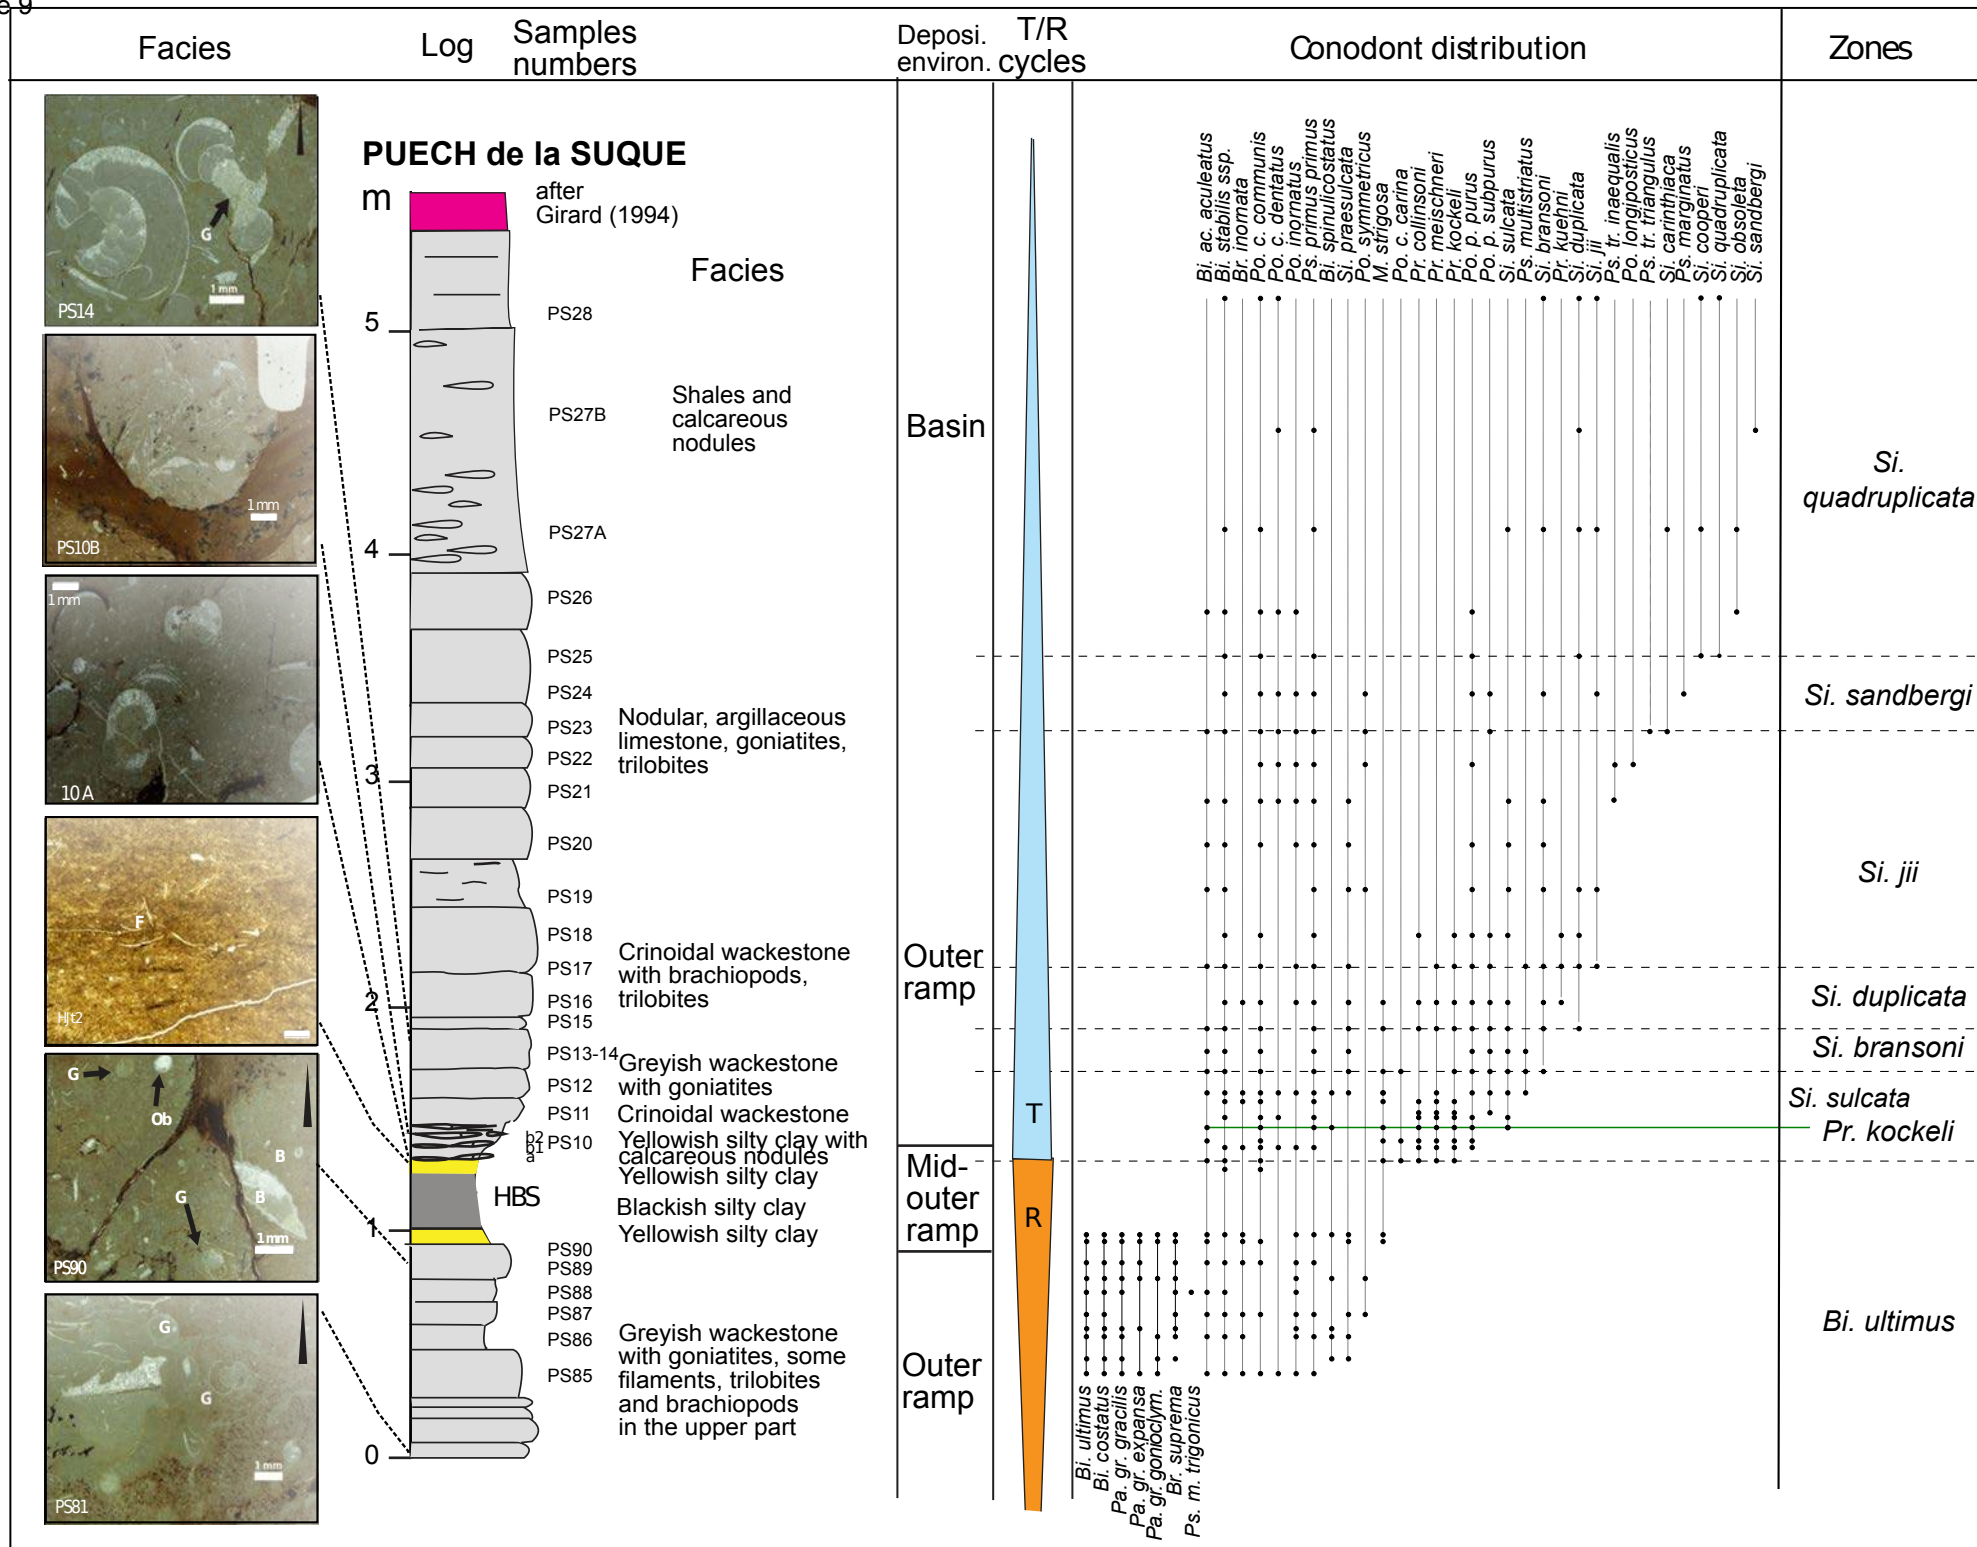 e 9
Facies
Log
Samples
numbers
Deposi.
environ.
T/R
cycles
Conodont distribution
Zones
PUECH de la SUQUE
m
after
Girard (1994)
Facies
5
4
3
2
1
0
PS28
PS27B
PS27A
PS26
PS25
PS24
PS23
PS22
PS21
PS20
PS19
PS18
PS17
PS16
PS15
PS13-14
PS12
PS11
b2
b1
a
PS10
HBS
PS90
PS89
PS88
PS87
PS86
PS85
Shales and
calcareous
nodules
Nodular, argillaceous
limestone, goniatites,
trilobites
Crinoidal wackestone
with brachiopods,
trilobites
Greyish wackestone
with goniatites
Crinoidal wackestone
Yellowish silty clay with
calcareous nodules
Yellowish silty clay
Blackish silty clay
Yellowish silty clay
Greyish wackestone
with goniatites, some
filaments, trilobites
and brachiopods
in the upper part
G
1 mm
PS14
1 mm
PS10B
1 mm
10 A
F
HJt2
G
Ob
B
G
B
1 mm
PS90
G
G
1 mm
PS81
Basin
Outer
ramp
Mid-
outer
ramp
Outer
ramp
T
R
Bi. ac. aculeatus
Bi. stabilis ssp.
Br. inornata
Po. c. communis
Po. c. dentatus
Po. inornatus
Ps. primus primus
Bi. spinulicostatus
Si. praesulcata
Po. symmetricus
M. strigosa
Po. c. carina
Pr. collinsoni
Pr. meischneri
Pr. kockeli
Po. p. purus
Po. p. subpurus
Si. sulcata
Ps. multistriatus
Si. bransoni
Pr. kuehni
Si. duplicata
Si. jii
Ps. tr. inaequalis
Po. longiposticus
Ps. tr. triangulus
Si. carinthiaca
Ps. marginatus
Si. cooperi
Si. quadruplicata
Si. obsoleta
Si. sandbergi
Bi. ultimus
Bi. costatus
Pa. gr. gracilis
Pa. gr. expansa
Pa. gr. gonioclym.
Br. suprema
Ps. m. trigonicus
Si.
quadruplicata
Si. sandbergi
Si. jii
Si. duplicata
Si. bransoni
Si. sulcata
Pr. kockeli
Bi. ultimus